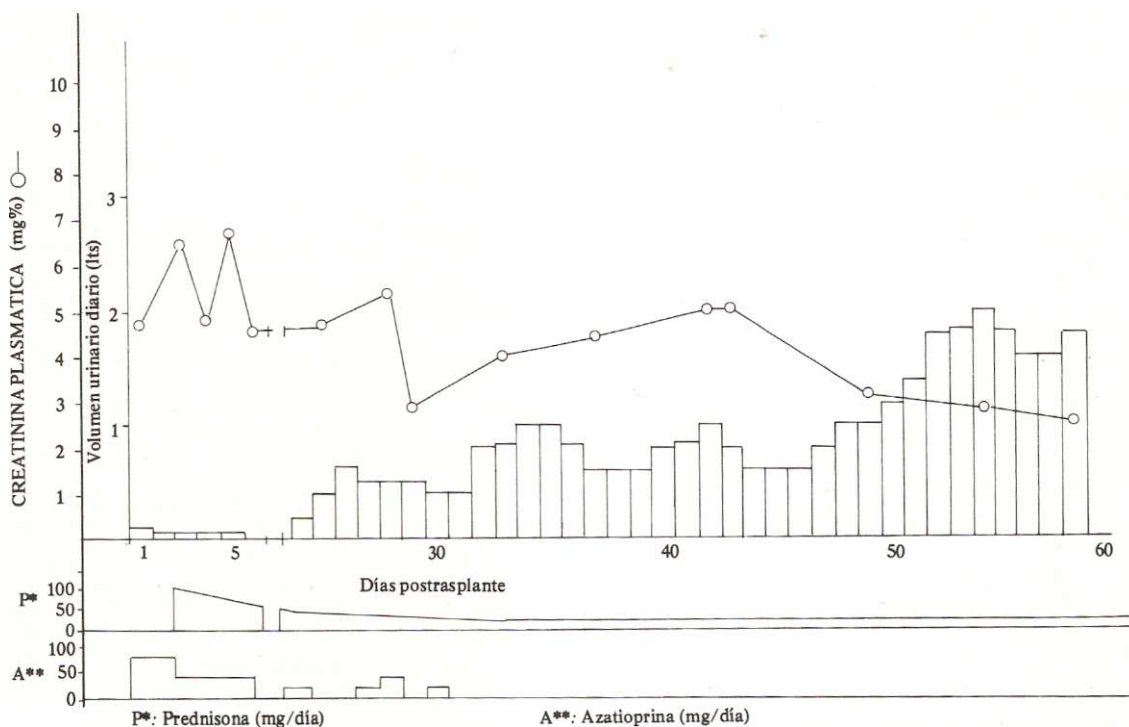 CREATININA PLASMATICA (mg%)
10
9
8
7
6
5
4
3
2
1
Volumen urinario diario (lts)
3
2
1
1 5 30 40 50 60
Días postrasplante
P*
100
50
0
A**
100
50
0
P*: Prednisona (mg/día) A**: Azatioprina (mg/día)